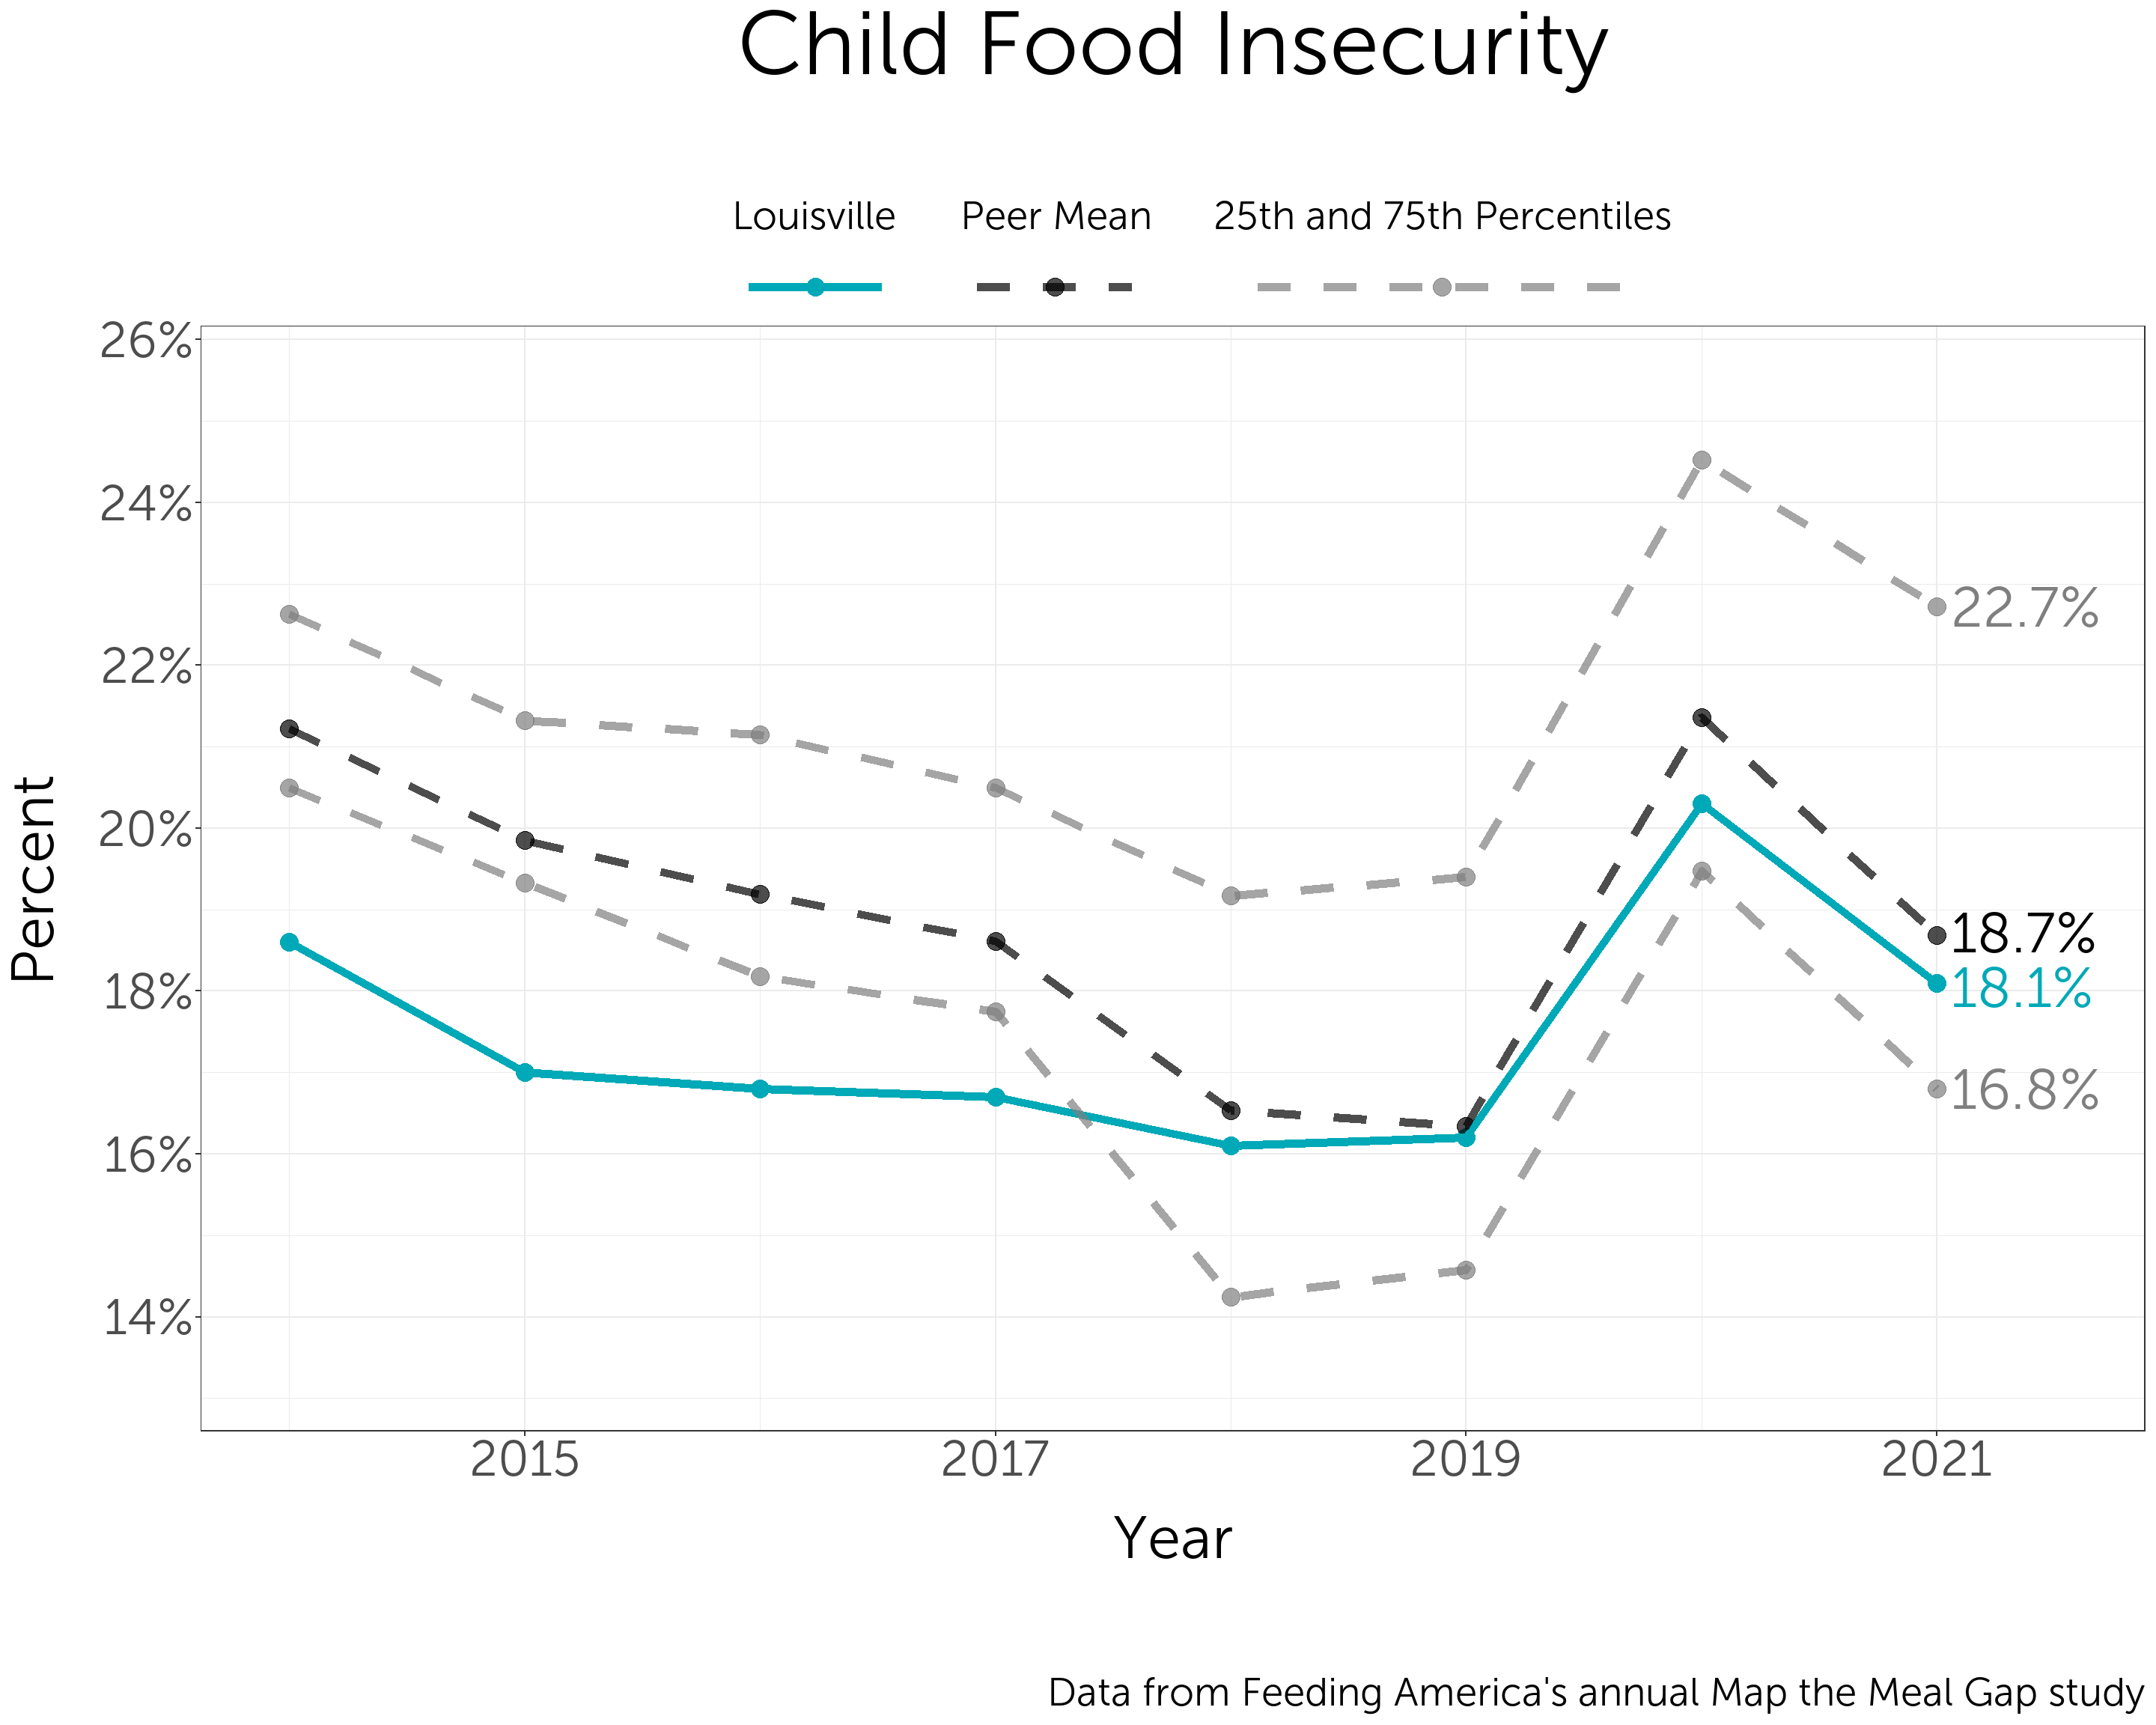 Child Food Insecurity
Louisville Peer Mean 25th and 75th Percentiles
26%
24%
22%
20%
18%
16%
14%
Percent
22.7%
18.7%
18.1%
16.8%
2015 2017 2019 2021
Year
Data from Feeding America's annual Map the Meal Gap study